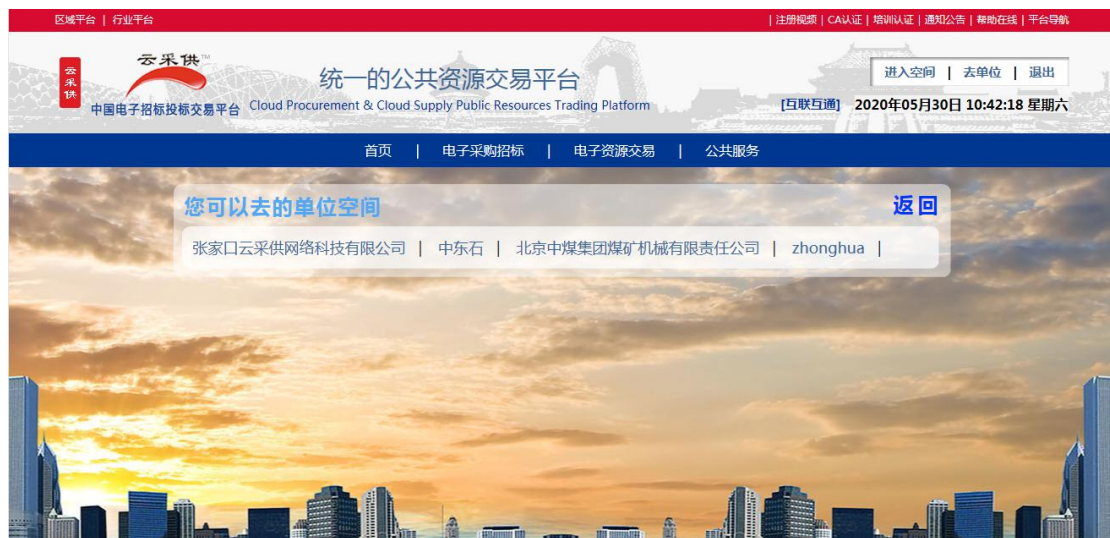 区域平台 | 行业平台
| 注册视频 | CA认证 | 培训认证 | 通知公告 | 帮助在线 | 平台导航
云采供
云采供™
中国电子招标投标交易平台
统一的公共资源交易平台
Cloud Procurement & Cloud Supply Public Resources Trading Platform
进入空间 | 去单位 | 退出
[互联互通] 2020年05月30日 10:42:18 星期六
首页 | 电子采购招标 | 电子资源交易 | 公共服务
您可以去的单位空间
返回
张家口云采供网络科技有限公司 | 中东石 | 北京中煤集团煤矿机械有限责任公司 | zhonghua |